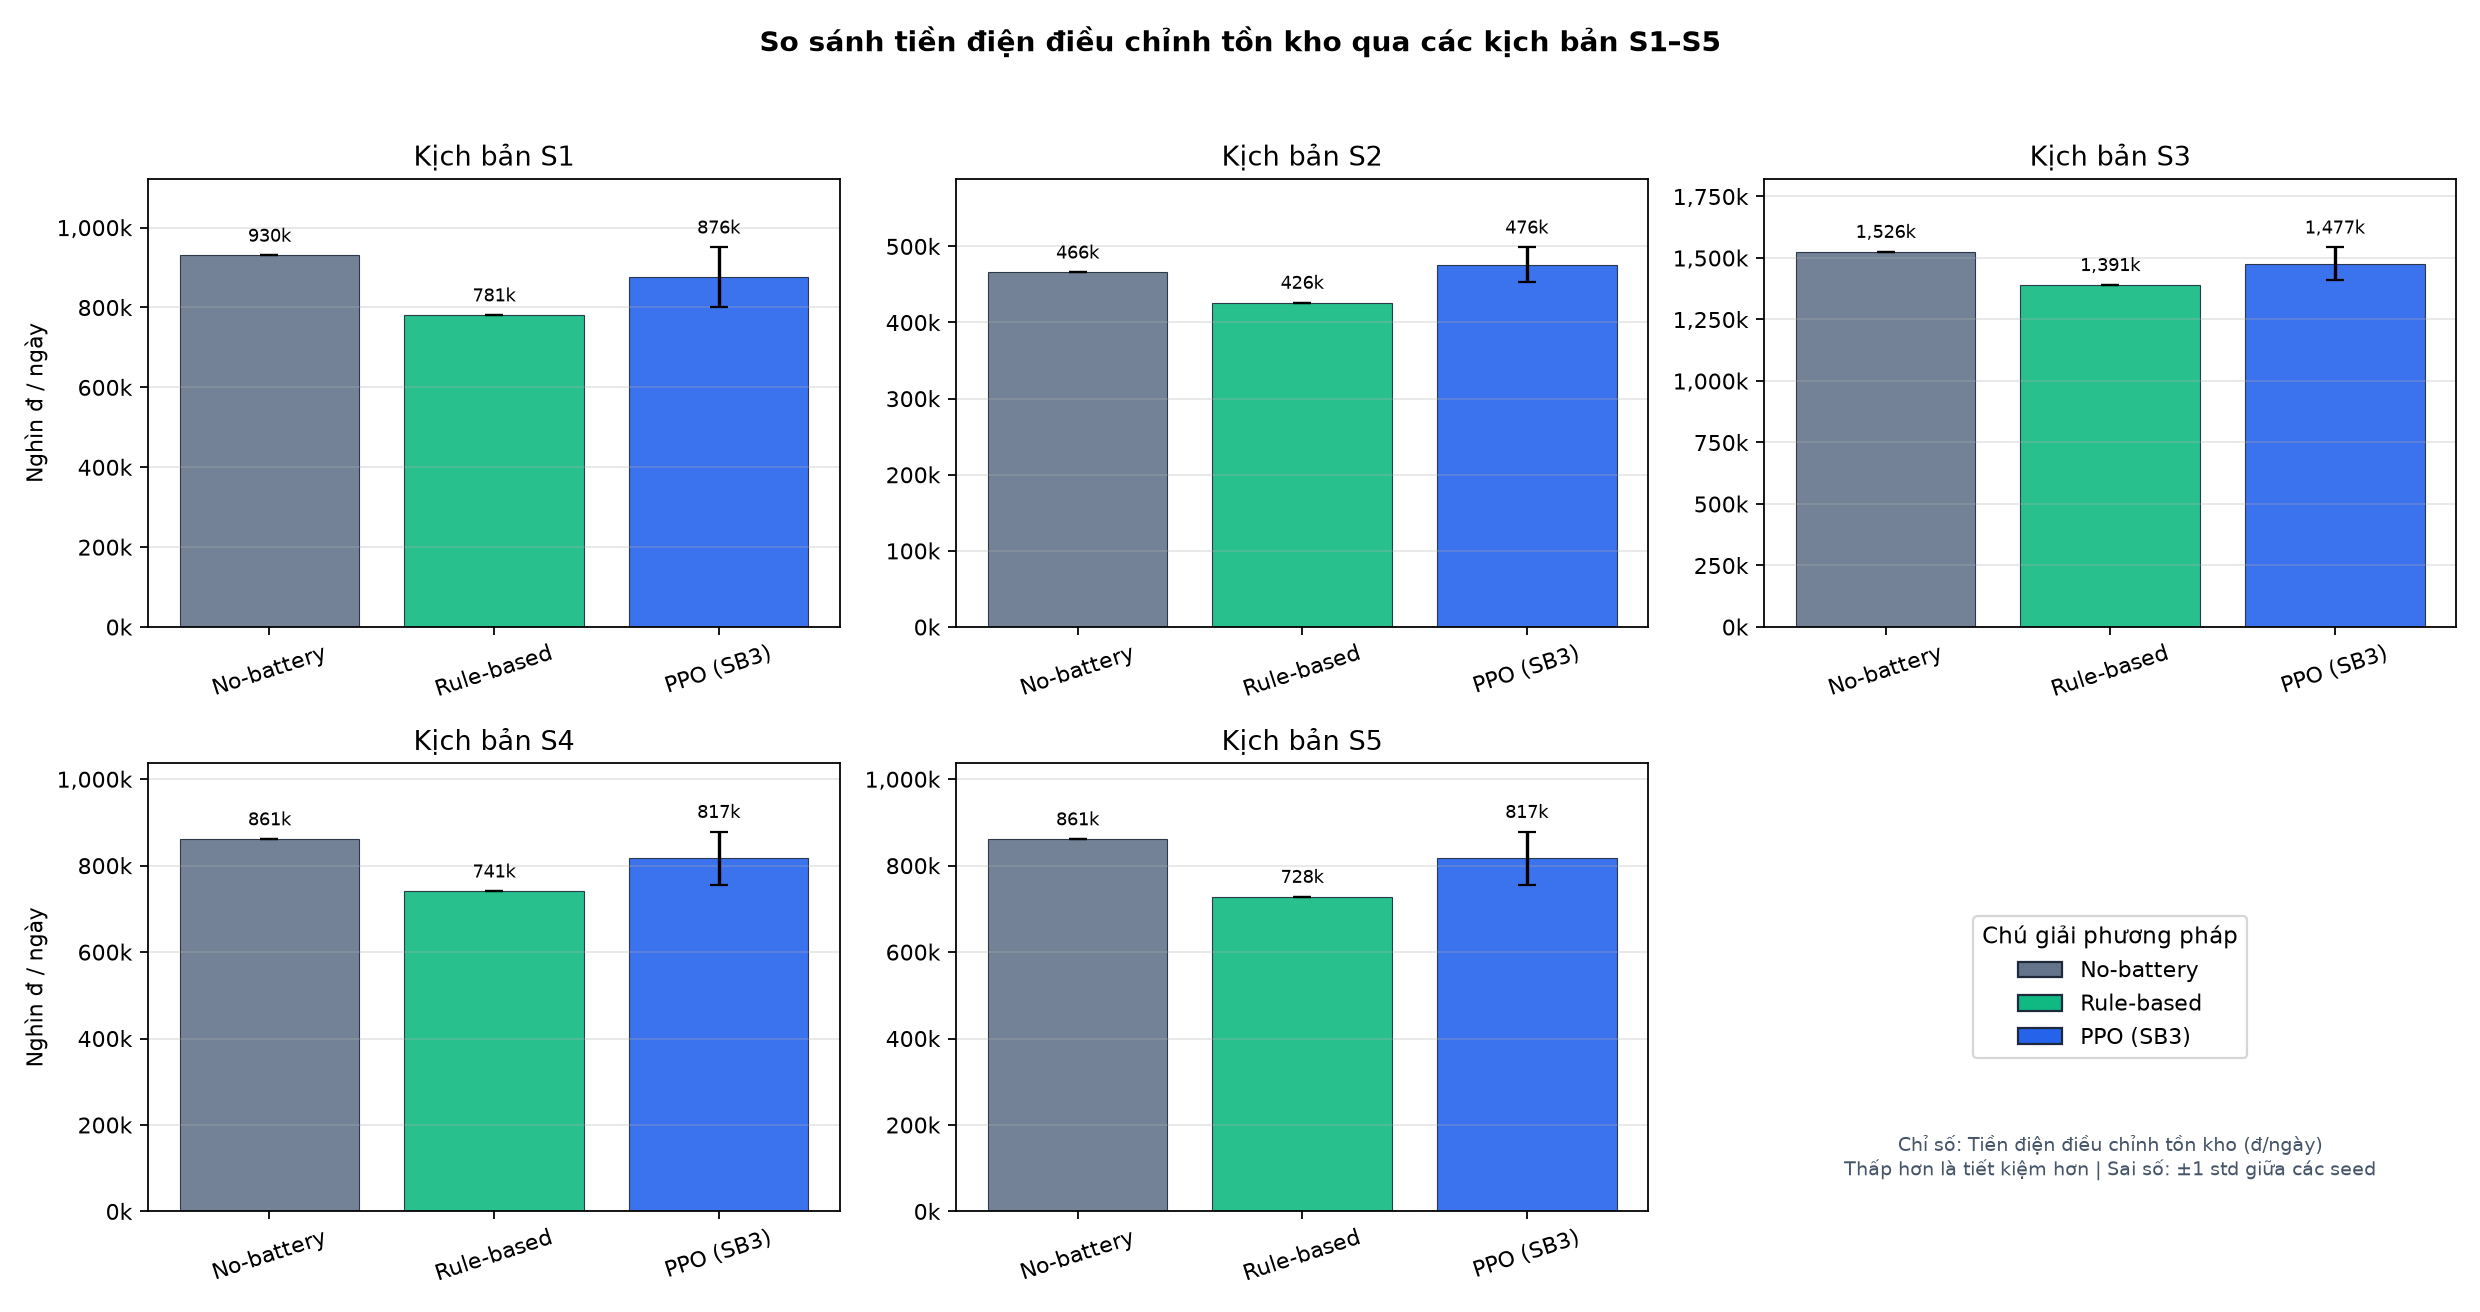 So sánh tiền điện điều chỉnh tồn kho qua các kịch bản S1–S5
Kịch bản S1
Nghìn đ / ngày
1,000k
800k
600k
400k
200k
0k
930k
781k
876k
No-battery
Rule-based
PPO (SB3)
Kịch bản S2
500k
400k
300k
200k
100k
0k
466k
426k
476k
No-battery
Rule-based
PPO (SB3)
Kịch bản S3
1,750k
1,500k
1,250k
1,000k
750k
500k
250k
0k
1,526k
1,391k
1,477k
No-battery
Rule-based
PPO (SB3)
Kịch bản S4
Nghìn đ / ngày
1,000k
800k
600k
400k
200k
0k
861k
741k
817k
No-battery
Rule-based
PPO (SB3)
Kịch bản S5
1,000k
800k
600k
400k
200k
0k
861k
728k
817k
No-battery
Rule-based
PPO (SB3)
Chú giải phương pháp
No-battery
Rule-based
PPO (SB3)
Chỉ số: Tiền điện điều chỉnh tồn kho (đ/ngày)
Thấp hơn là tiết kiệm hơn | Sai số: ±1 std giữa các seed